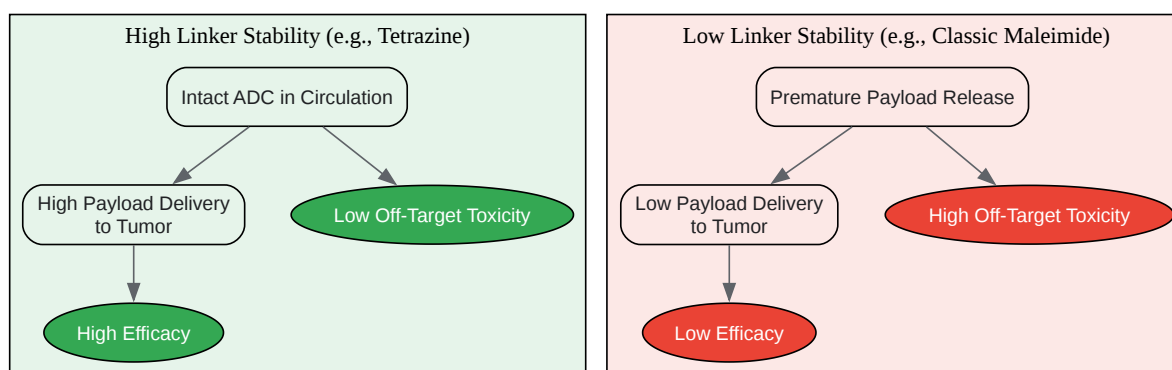 High Linker Stability (e.g., Tetrazine)
Intact ADC in Circulation
High Payload Delivery
to Tumor
Low Off-Target Toxicity
High Efficacy
Low Linker Stability (e.g., Classic Maleimide)
Premature Payload Release
Low Payload Delivery
to Tumor
High Off-Target Toxicity
Low Efficacy